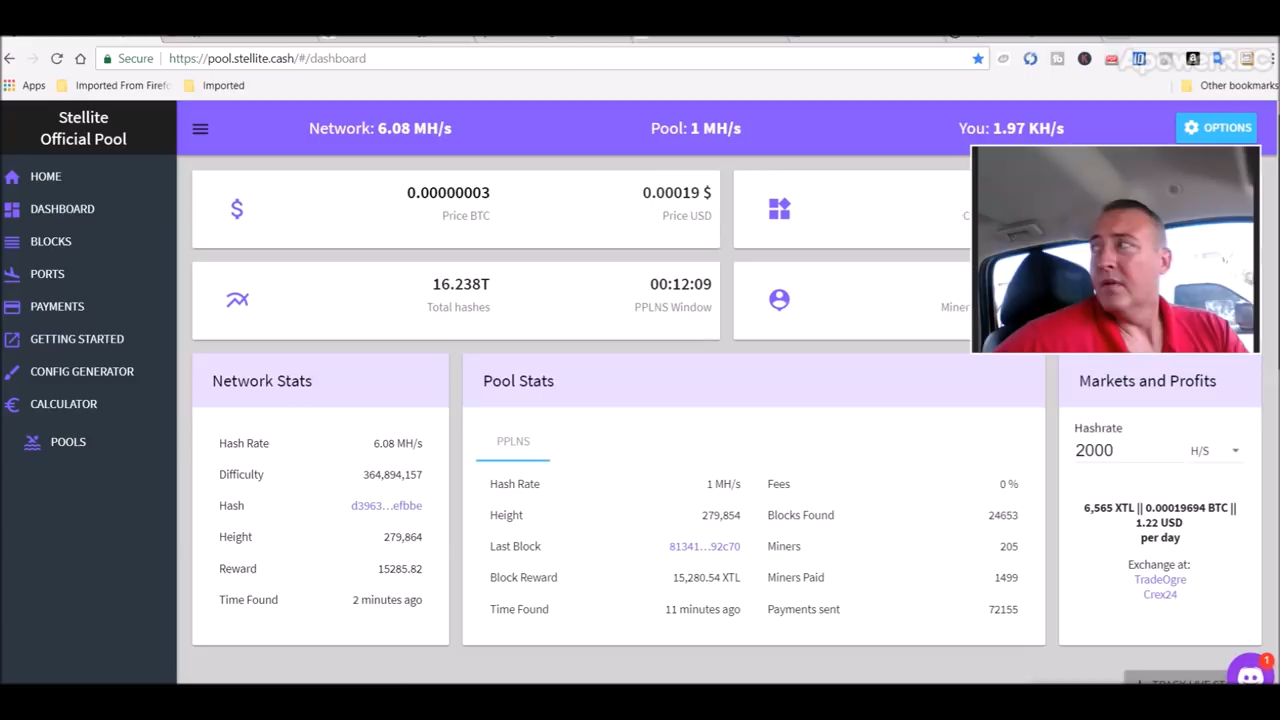 Secure
https://pool.stellite.cash/#/dashboard
ApowerREC
Apps
Imported From Firefo
Imported
Other bookmarks
Stellite
Official Pool
Network: 6.08 MH/s
Pool: 1 MH/s
You: 1.97 KH/s
OPTIONS
HOME
DASHBOARD
BLOCKS
PORTS
PAYMENTS
GETTING STARTED
CONFIG GENERATOR
CALCULATOR
POOLS
0.00000003
Price BTC
0.00019 $
Price USD
16.238T
Total hashes
00:12:09
PPLNS Window
Miner
Network Stats
Hash Rate 6.08 MH/s
Difficulty 364,894,157
Hash d3963...efbbe
Height 279,864
Reward 15285.82
Time Found 2 minutes ago
Pool Stats
PPLNS
Hash Rate 1 MH/s
Height 279,854
Last Block 81341...92c70
Block Reward 15,280.54 XTL
Time Found 11 minutes ago
Fees 0 %
Blocks Found 24653
Miners 205
Miners Paid 1499
Payments sent 72155
Markets and Profits
Hashrate
2000 H/S
6,565 XTL || 0.00019694 BTC ||
1.22 USD
per day
Exchange at:
TradeOgre
Crex24
1